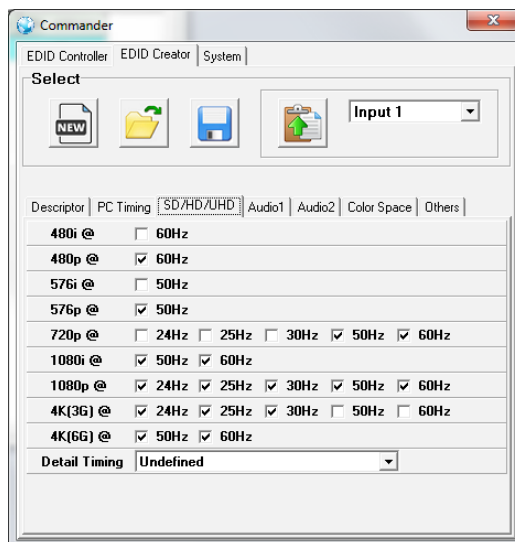 Commander
EDID Controller EDID Creator System
Select
NEW
Input 1
Descriptor PC Timing SD/HD/UHD Audio1 Audio2 Color Space Others
480i @ 60Hz
480p @ 60Hz
576i @ 50Hz
576p @ 50Hz
720p @ 24Hz 25Hz 30Hz 50Hz 60Hz
1080i @ 50Hz 60Hz
1080p @ 24Hz 25Hz 30Hz 50Hz 60Hz
4K(3G) @ 24Hz 25Hz 30Hz 50Hz 60Hz
4K(6G) @ 50Hz 60Hz
Detail Timing Undefined